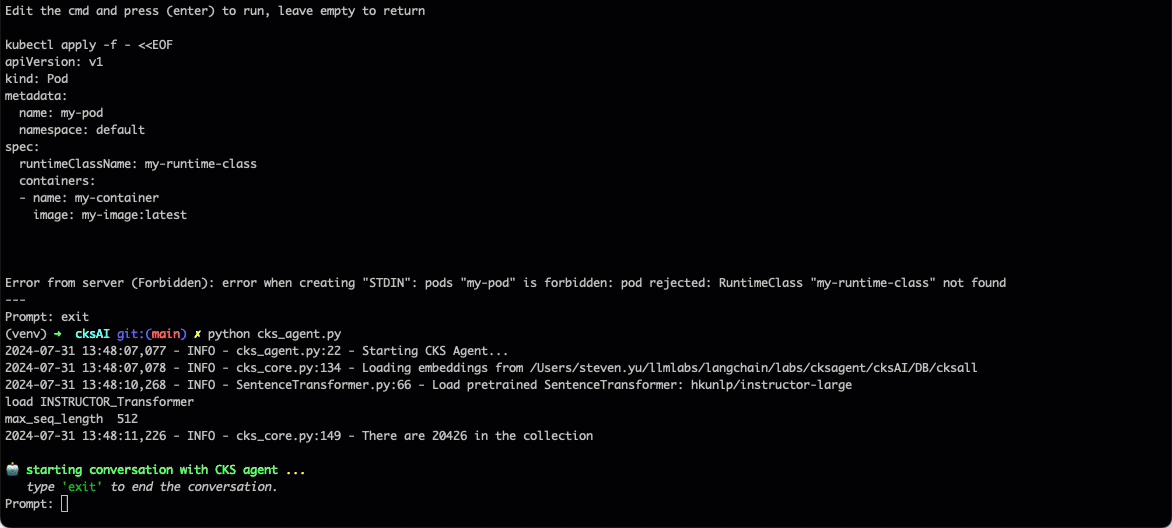 Edit the cmd and press (enter) to run, leave empty to return
kubectl apply -f - <<EOF
apiVersion: v1
kind: Pod
metadata:
  name: my-pod
  namespace: default
spec:
  runtimeClassName: my-runtime-class
  containers:
  - name: my-container
    image: my-image:latest
Error from server (Forbidden): error when creating "STDIN": pods "my-pod" is forbidden: pod rejected: RuntimeClass "my-runtime-class" not found
---
Prompt: exit
(venv) → cksAI git:(main) ✗ python cks_agent.py
2024-07-31 13:48:07,077 - INFO - cks_agent.py:22 - Starting CKS Agent...
2024-07-31 13:48:07,078 - INFO - cks_core.py:134 - Loading embeddings from /Users/steven.yu/llmlabs/langchain/labs/cksagent/cksAI/DB/cksall
2024-07-31 13:48:10,268 - INFO - SentenceTransformer.py:66 - Load pretrained SentenceTransformer: hkunlp/instructor-large
load INSTRUCTOR_Transformer
max_seq_length  512
2024-07-31 13:48:11,226 - INFO - cks_core.py:149 - There are 20426 in the collection
🤖 starting conversation with CKS agent ...
   type 'exit' to end the conversation.
Prompt: